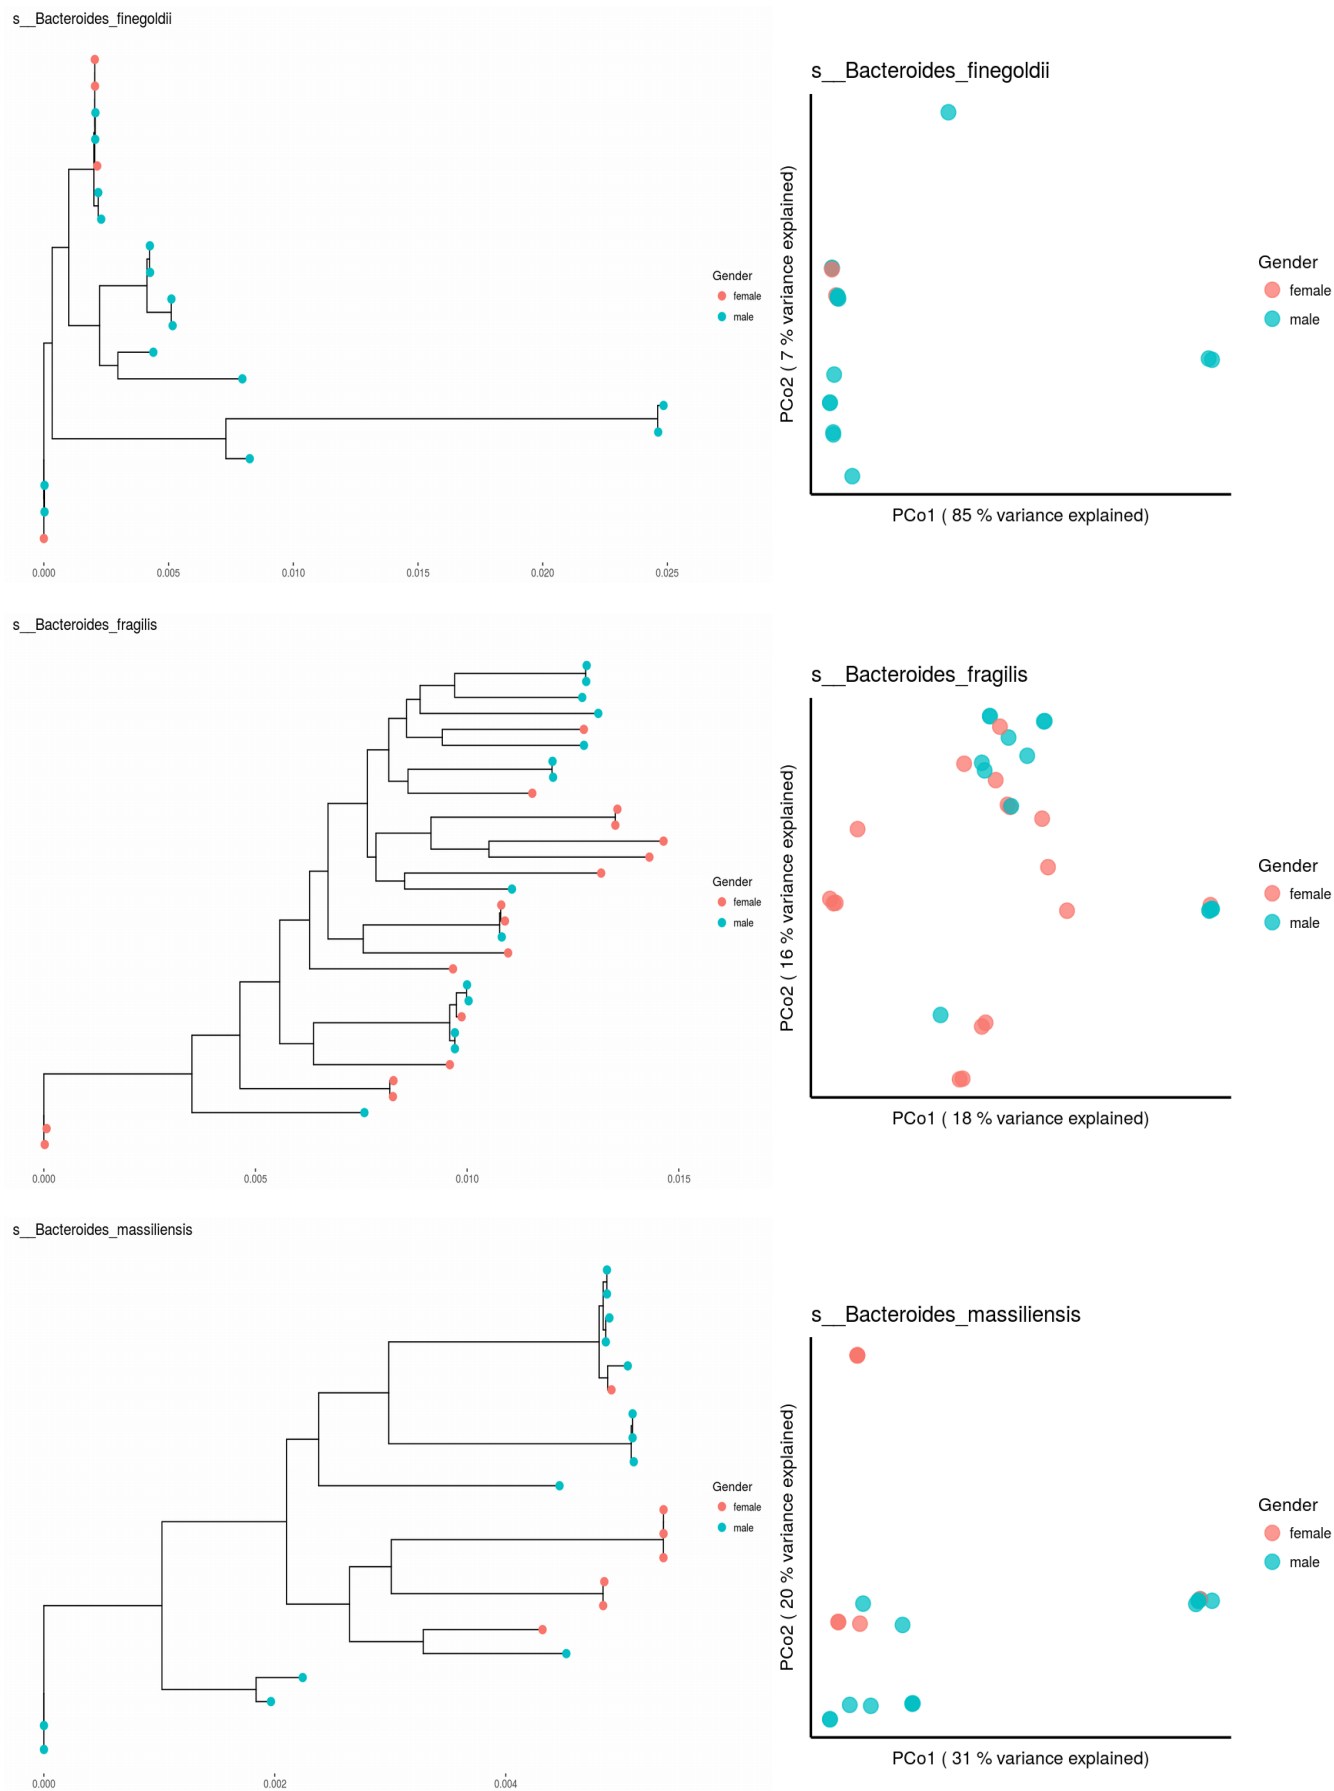 s__Bacteroides_finegoldii
Gender
female
male
0.000 0.005 0.010 0.015 0.020 0.025
s__Bacteroides_finegoldii
PCo2 ( 7 % variance explained)
PCo1 ( 85 % variance explained)
Gender
female
male
s__Bacteroides_fragilis
Gender
female
male
0.000 0.005 0.010 0.015
s__Bacteroides_fragilis
PCo2 ( 16 % variance explained)
PCo1 ( 18 % variance explained)
Gender
female
male
s__Bacteroides_massiliensis
Gender
female
male
0.000 0.002 0.004
s__Bacteroides_massiliensis
PCo2 ( 20 % variance explained)
PCo1 ( 31 % variance explained)
Gender
female
male